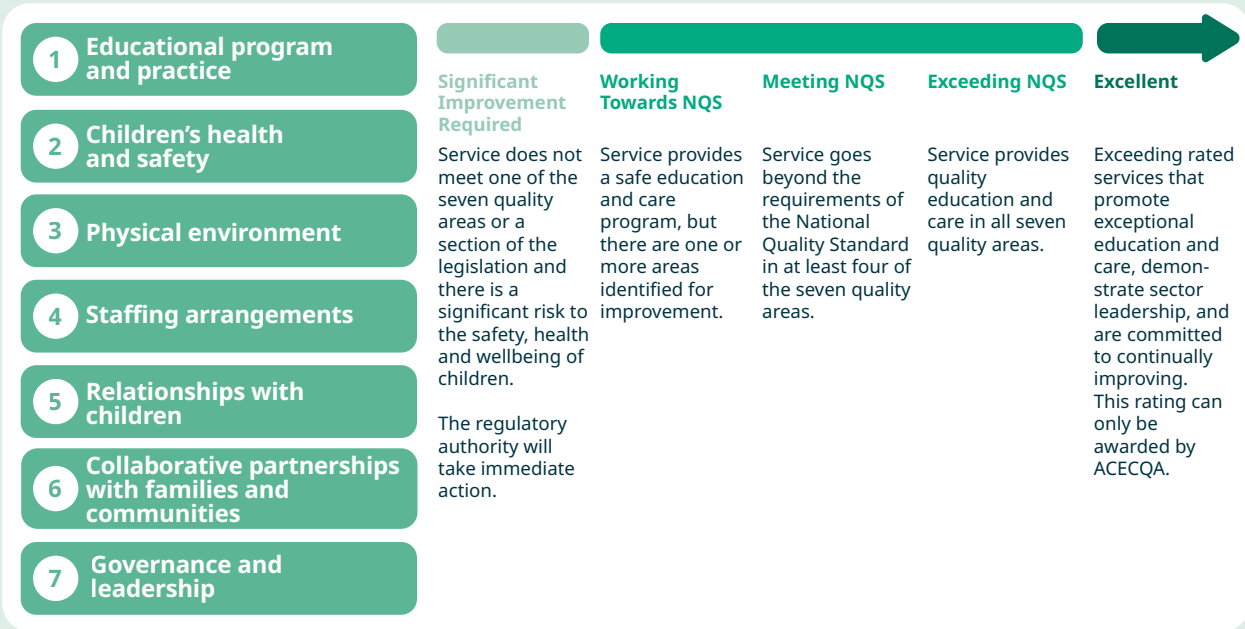 1
Educational program
and practice
2
Children’s health
and safety
3
Physical environment
4
Staffing arrangements
5
Relationships with
children
6
Collaborative partnerships
with families and
communities
7
Governance and
leadership
Significant
Improvement
Required
Service does not
meet one of the
seven quality
areas or a
section of the
legislation and
there is a
significant risk to
the safety, health
and wellbeing of
children.
The regulatory
authority will
take immediate
action.
Working
Towards NQS
Service provides
a safe education
and care
program, but
there are one or
more areas
identified for
improvement.
Meeting NQS
Service goes
beyond the
requirements of
the National
Quality Standard
in at least four of
the seven quality
areas.
Exceeding NQS
Service provides
quality
education and
care in all seven
quality areas.
Excellent
Exceeding rated
services that
promote
exceptional
education and
care, demon-
strate sector
leadership, and
are committed
to continually
improving.
This rating can
only be
awarded by
ACECQA.